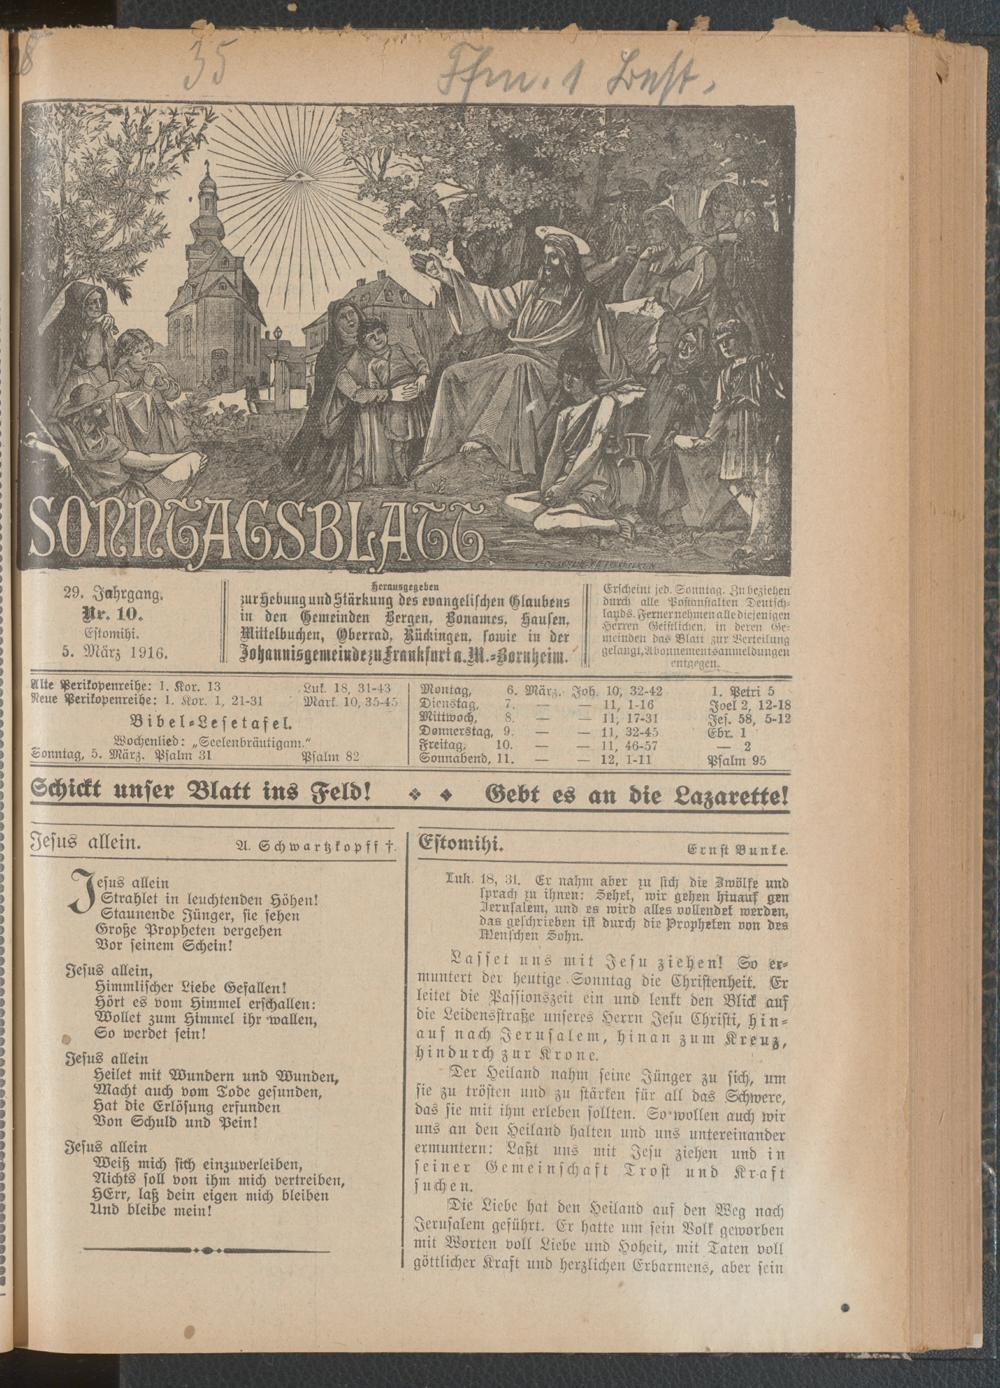 35
SONNTAGSBLATT
29. Jahrgang.
Nr. 10.
Estomihi.
5. März 1916.
Herausgegeben
zur Hebung und Stärkung des evangelischen Glaubens
in den Gemeinden Bergen, Bonames, Hausen,
Mittelbuchen, Oberrad, Rückingen, sowie in der
Johannisgemeinde zu Frankfurt a. M.-Bornheim.
Erscheint jed. Sonntag. Zu beziehen
durch alle Postanstalten Deutsch-
lands. Ferner nehmen alle diejenigen
Herren Geistlichen, in deren Ge-
meinden das Blatt zur Verteilung
gelangt, Abonnementsanmeldungen
entgegen.
Alte Perikopenreihe: 1. Kor. 13 Luk. 18, 31-43
Neue Perikopenreihe: 1. Kor. 1, 21-31 Mark. 10, 35-45
Bibel-Lesetafel.
Wochenlied: „Seelenbräutigam.“
Sonntag, 5. März. Psalm 31 Psalm 82
Montag, 6. März. Joh. 10, 32-42 1. Petri 5
Dienstag, 7. — — 11, 1-16 Joel 2, 12-18
Mittwoch, 8. — — 11, 17-31 Jes. 58, 5-12
Donnerstag, 9. — — 11, 32-45 Ebr. 1
Freitag, 10. — — 11, 46-57 — 2
Sonnabend, 11. — — 12, 1-11 Psalm 95
Schickt unser Blatt ins Feld! Gebt es an die Lazarette!
Jesus allein. A. Schwartzkopff †.
Jesus allein
Strahlet in leuchtenden Höhen!
Staunende Jünger, sie sehen
Große Propheten vergehen
Vor seinem Schein!
Jesus allein,
Himmlischer Liebe Gefallen!
Hört es vom Himmel erschallen:
Wollet zum Himmel ihr wallen,
So werdet sein!
Jesus allein
Heilet mit Wundern und Wunden,
Macht auch vom Tode gesunden,
Hat die Erlösung erfunden
Von Schuld und Pein!
Jesus allein
Weiß mich sich einzuverleiben,
Nichts soll von ihm mich vertreiben,
HErr, laß dein eigen mich bleiben
Und bleibe mein!
Estomihi. Ernst Bunke.
Luk. 18, 31. Er nahm aber zu sich die Zwölfe und
sprach zu ihnen: Sehet, wir gehen hinauf gen
Jerusalem, und es wird alles vollendet werden,
das geschrieben ist durch die Propheten von des
Menschen Sohn.
Lasset uns mit Jesu ziehen! So er-
muntert der heutige Sonntag die Christenheit. Er
leitet die Passionszeit ein und lenkt den Blick auf
die Leidensstraße unseres Herrn Jesu Christi, hin-
auf nach Jerusalem, hinan zum Kreuz,
hindurch zur Krone.
Der Heiland nahm seine Jünger zu sich, um
sie zu trösten und zu stärken für all das Schwere,
das sie mit ihm erleben sollten. So wollen auch wir
uns an den Heiland halten und uns untereinander
ermuntern: Laßt uns mit Jesu ziehen und in
seiner Gemeinschaft Trost und Kraft
suchen.
Die Liebe hat den Heiland auf den Weg nach
Jerusalem geführt. Er hatte um sein Volk geworben
mit Worten voll Liebe und Hoheit, mit Taten voll
göttlicher Kraft und herzlichen Erbarmens, aber sein